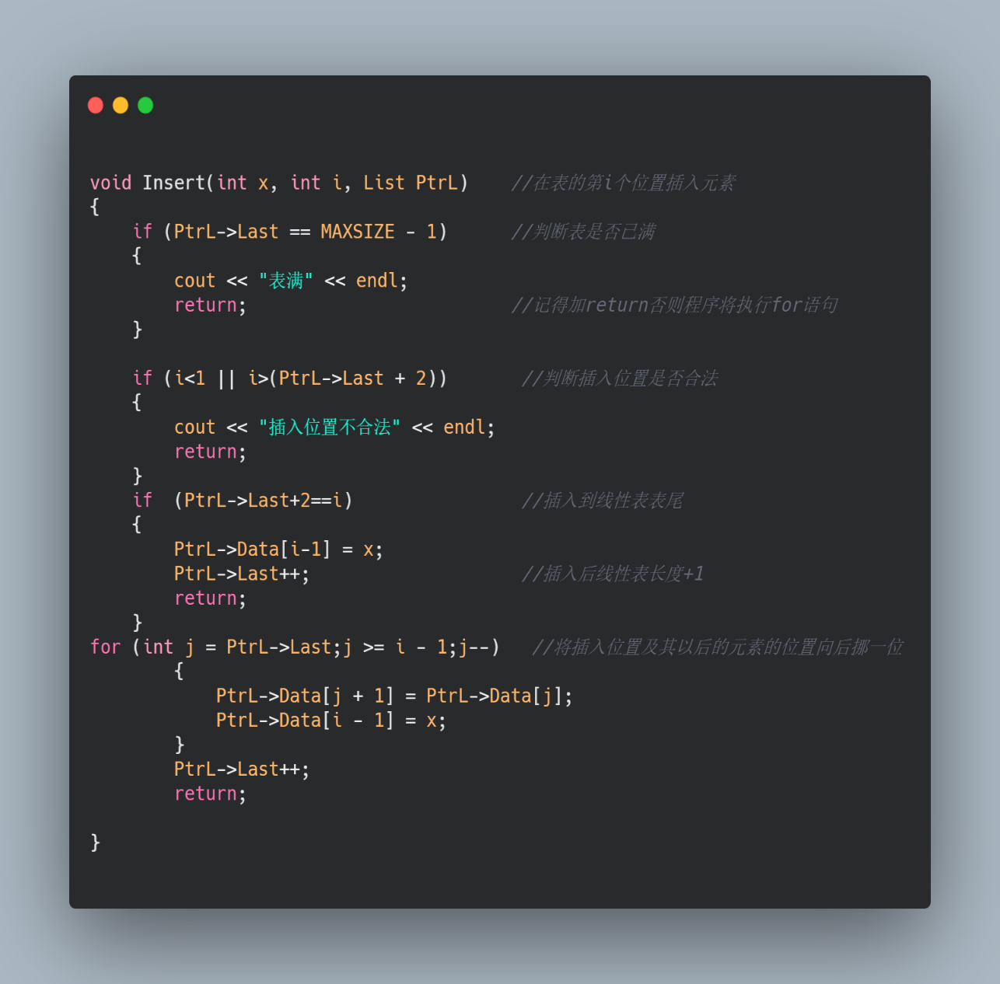 void Insert(int x, int i, List PtrL)    //在表的第i个位置插入元素
{
    if (PtrL->Last == MAXSIZE - 1)      //判断表是否已满
    {
        cout << "表满" << endl;
        return;                         //记得加return否则程序将执行for语句
    }

    if (i<1 || i>(PtrL->Last + 2))       //判断插入位置是否合法
    {
        cout << "插入位置不合法" << endl;
        return;
    }
    if  (PtrL->Last+2==i)                //插入到线性表表尾
    {
        PtrL->Data[i-1] = x;
        PtrL->Last++;                    //插入后线性表长度+1
        return;
    }
for (int j = PtrL->Last;j >= i - 1;j--)   //将插入位置及其以后的元素的位置向后挪一位
        {
            PtrL->Data[j + 1] = PtrL->Data[j];
            PtrL->Data[i - 1] = x;
        }
        PtrL->Last++;
        return;

}